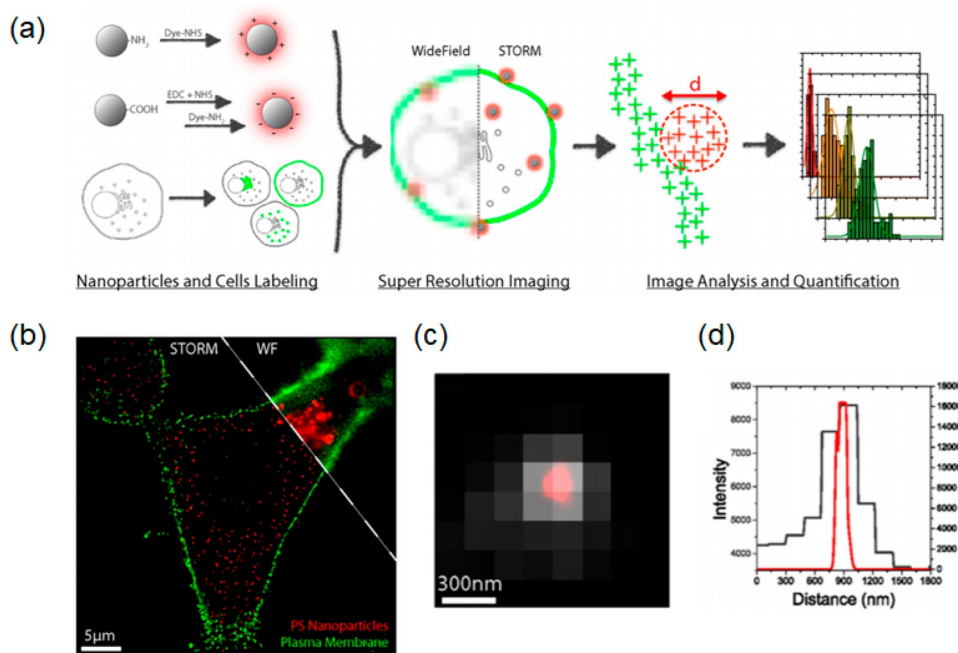 (a)
NH₂
Dye-NHS
COOH
EDC + NHS
Dye-NH₂
WideField
STORM
d
Nanoparticles and Cells Labeling
Super Resolution Imaging
Image Analysis and Quantification
(b)
STORM
WF
5μm
PS Nanoparticles
Plasma Membrane
(c)
300nm
(d)
Intensity
9000
8000
7000
6000
5000
4000
18000
16000
14000
12000
10000
8000
6000
4000
2000
0
0 300 600 900 1200 1500 1800
Distance (nm)